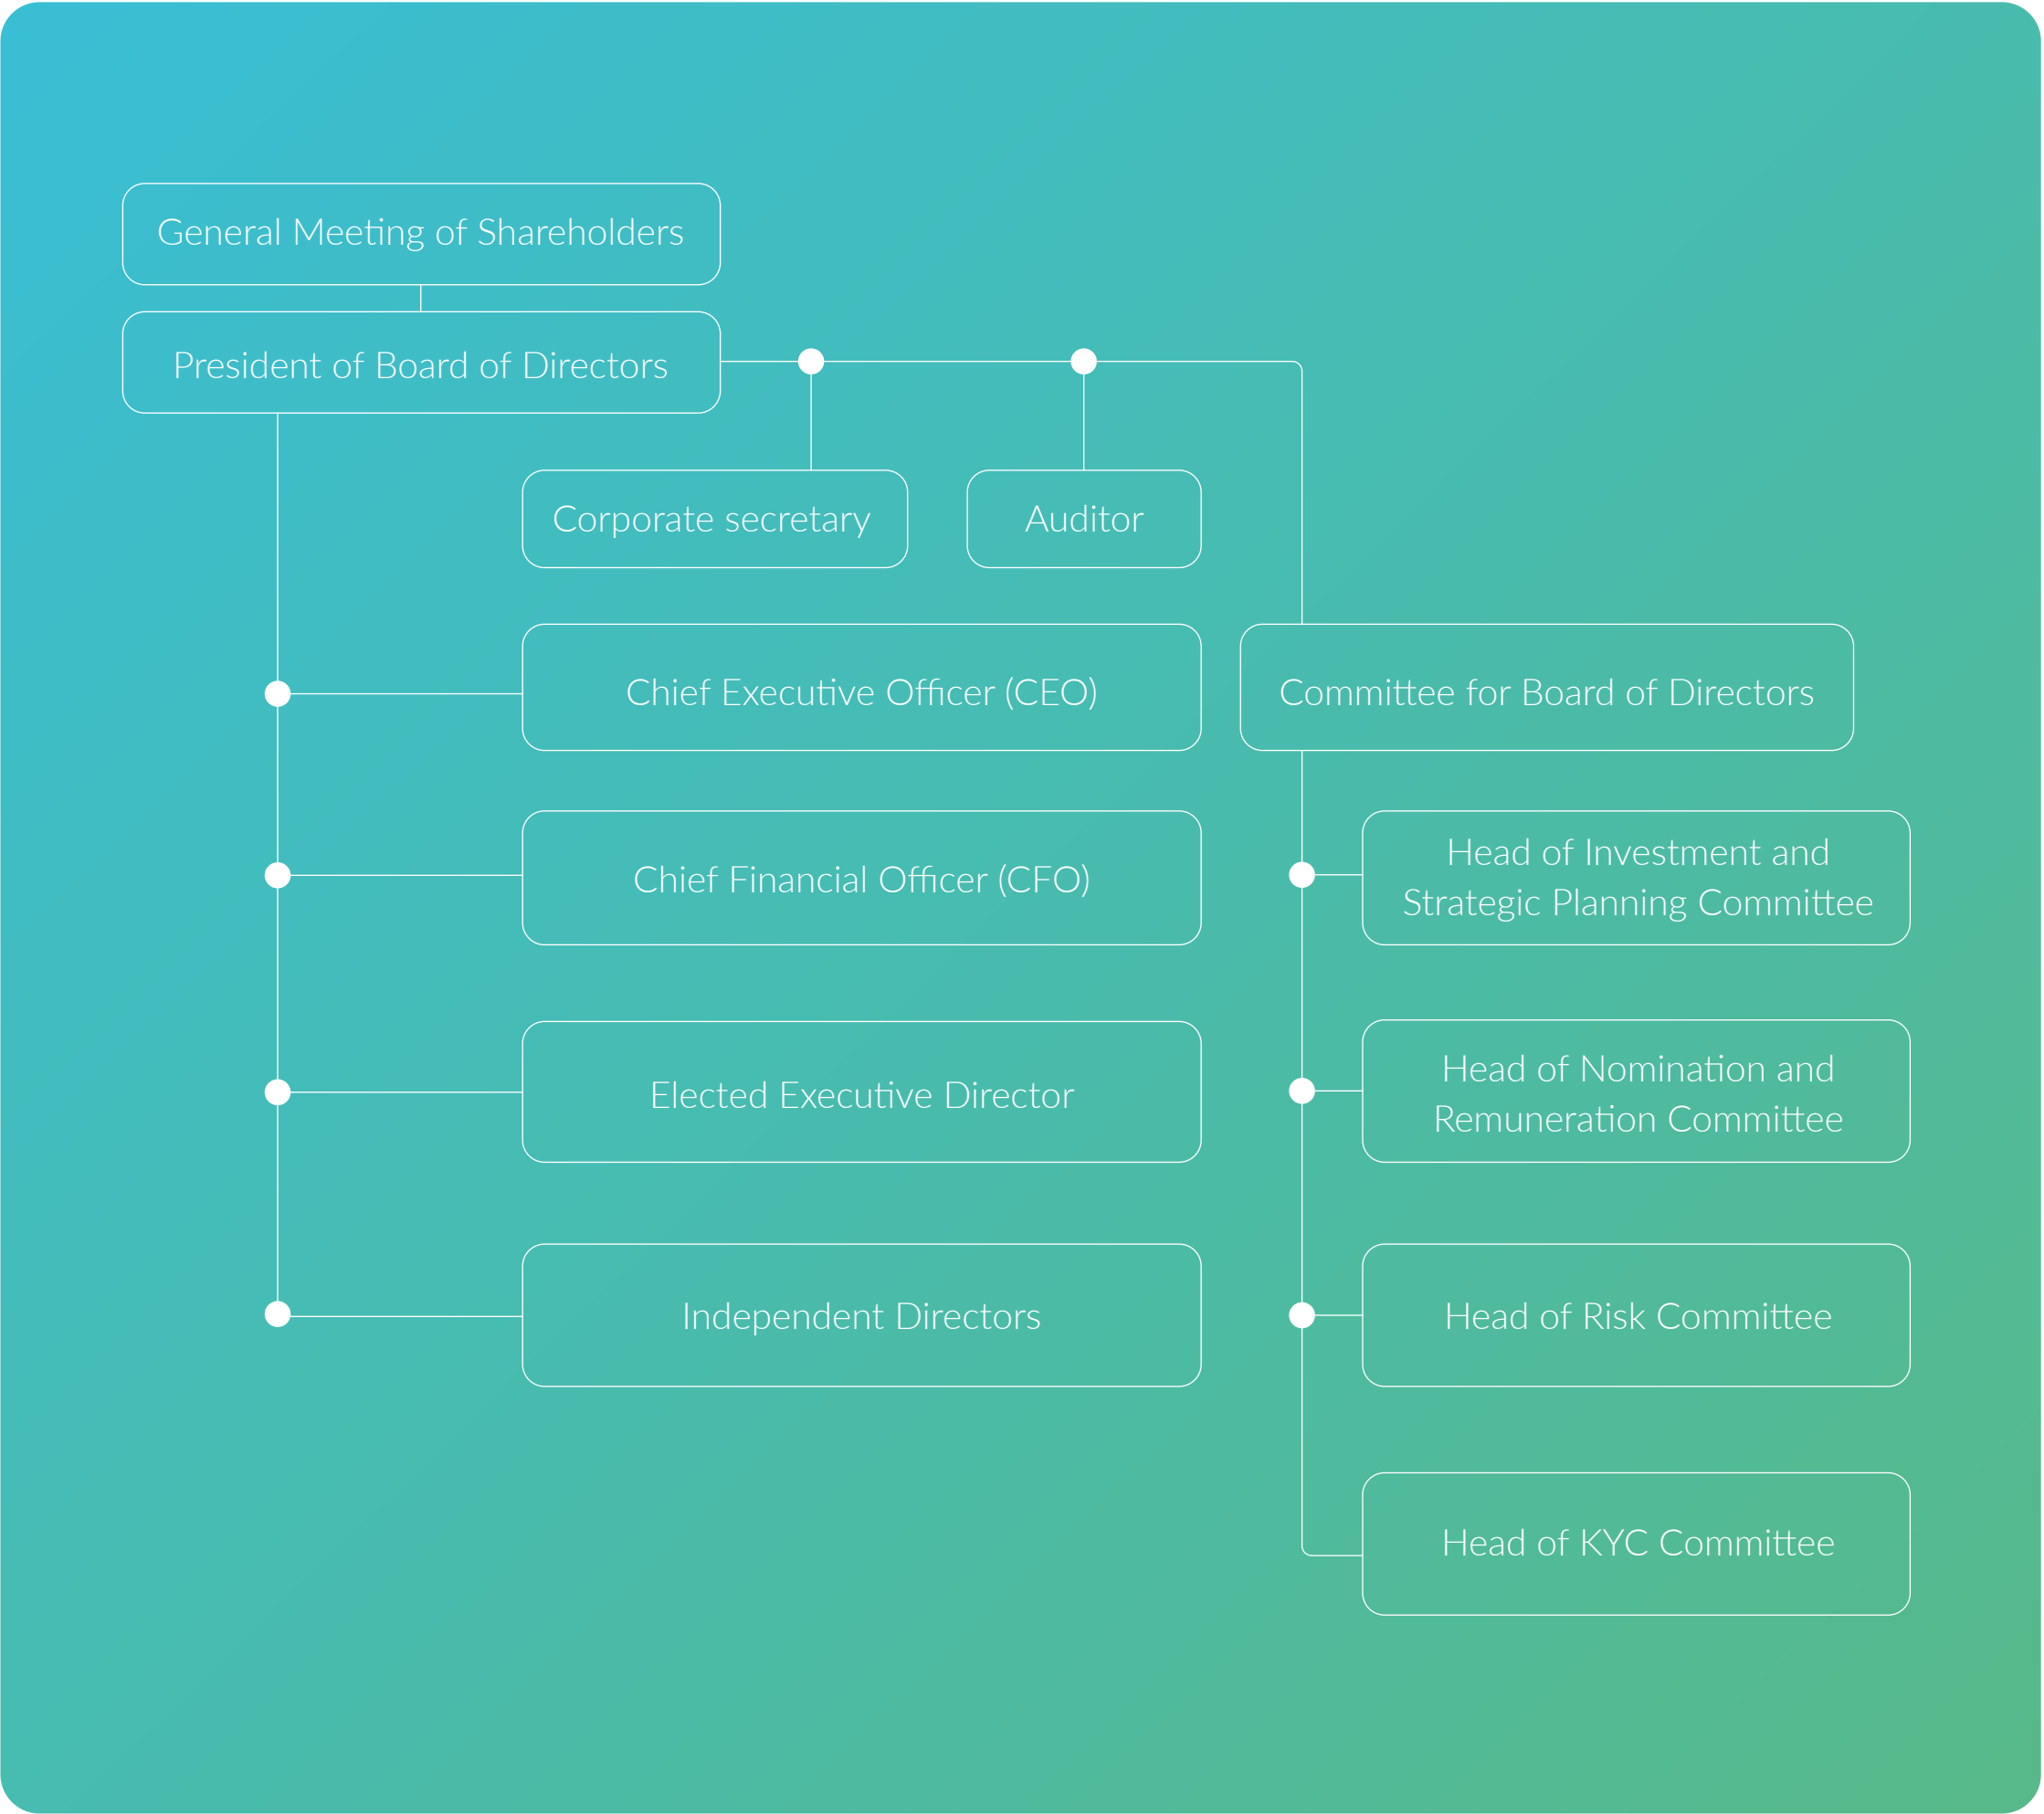 General Meeting of Shareholders
President of Board of Directors
Corporate secretary
Auditor
Chief Executive Officer (CEO)
Committee for Board of Directors
Chief Financial Officer (CFO)
Head of Investment and
Strategic Planning Committee
Elected Executive Director
Head of Nomination and
Remuneration Committee
Independent Directors
Head of Risk Committee
Head of KYC Committee